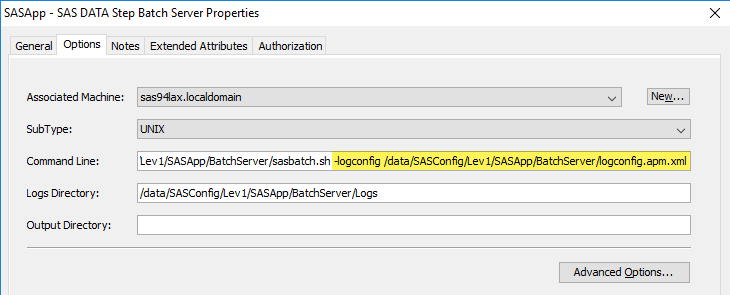 SASApp - SAS DATA Step Batch Server Properties
General Options Notes Extended Attributes Authorization
Associated Machine: sas94lax.localdomain New...
SubType: UNIX
Command Line: Lev1/SASApp/BatchServer/sasbatch.sh -logconfig /data/SASConfig/Lev1/SASApp/BatchServer/logconfig.apm.xml
Logs Directory: /data/SASConfig/Lev1/SASApp/BatchServer/Logs
Output Directory:
Advanced Options...